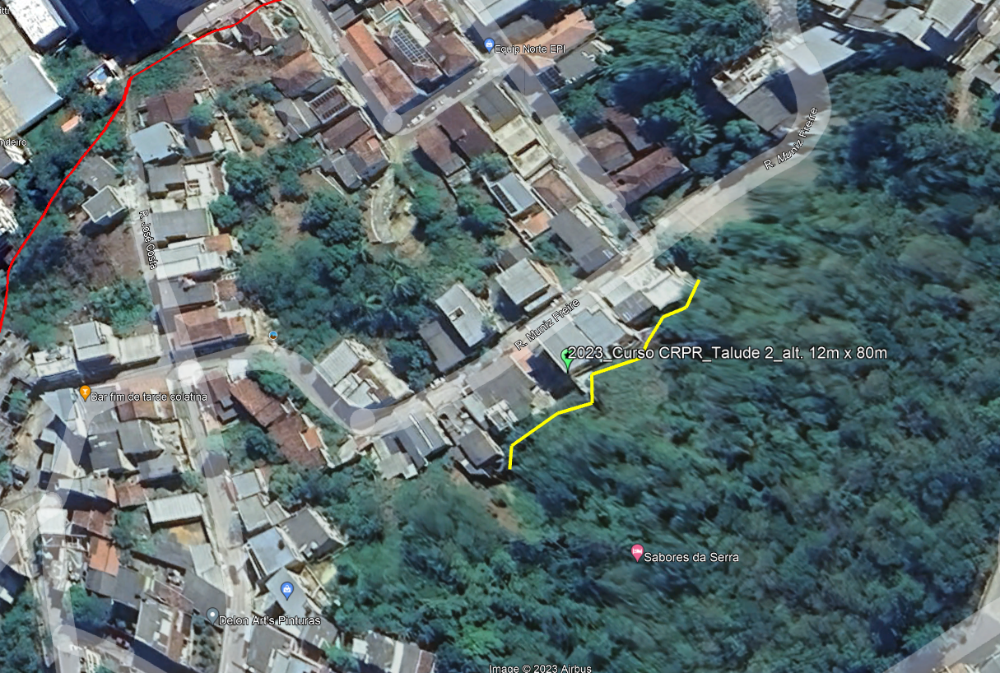 Equip Norte EPI
ndeiro
R. Muniz Freire
R. José Costa
R. Muniz Freire
2023_Curso CRPR_Talude 2_alt. 12m x 80m
Bar fim de tarde colatina
Sabores da Serra
Delon Art's Pinturas
Image © 2023 Airbus